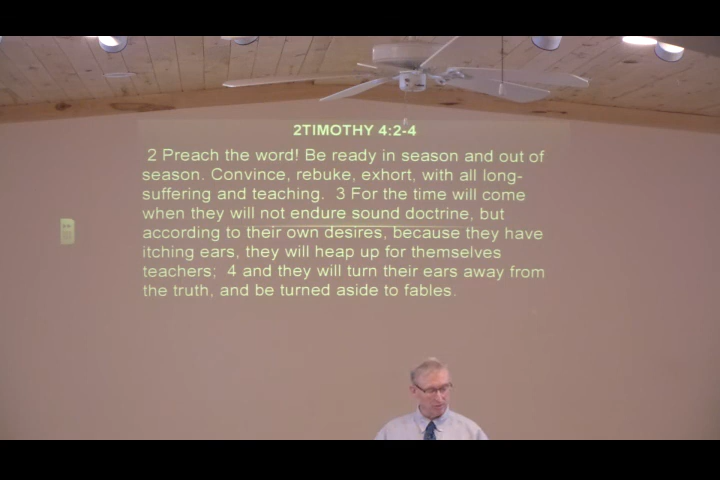 2TIMOTHY 4:2-4
2 Preach the word! Be ready in season and out of
season. Convince, rebuke, exhort, with all long-
suffering and teaching. 3 For the time will come
when they will not endure sound doctrine, but
according to their own desires, because they have
itching ears, they will heap up for themselves
teachers; 4 and they will turn their ears away from
the truth, and be turned aside to fables.